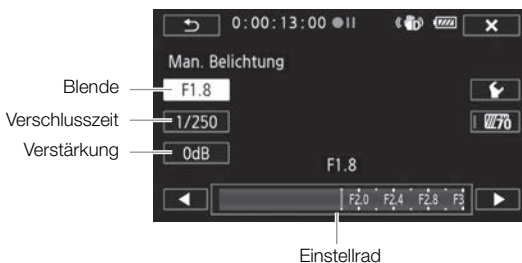 0:00:13:00
Man. Belichtung
Blende
F1.8
Verschlusszeit
1/250
70
Verstärkung
0dB
F1.8
F2.0 F2.4 F2.8 F3
Einstellrad